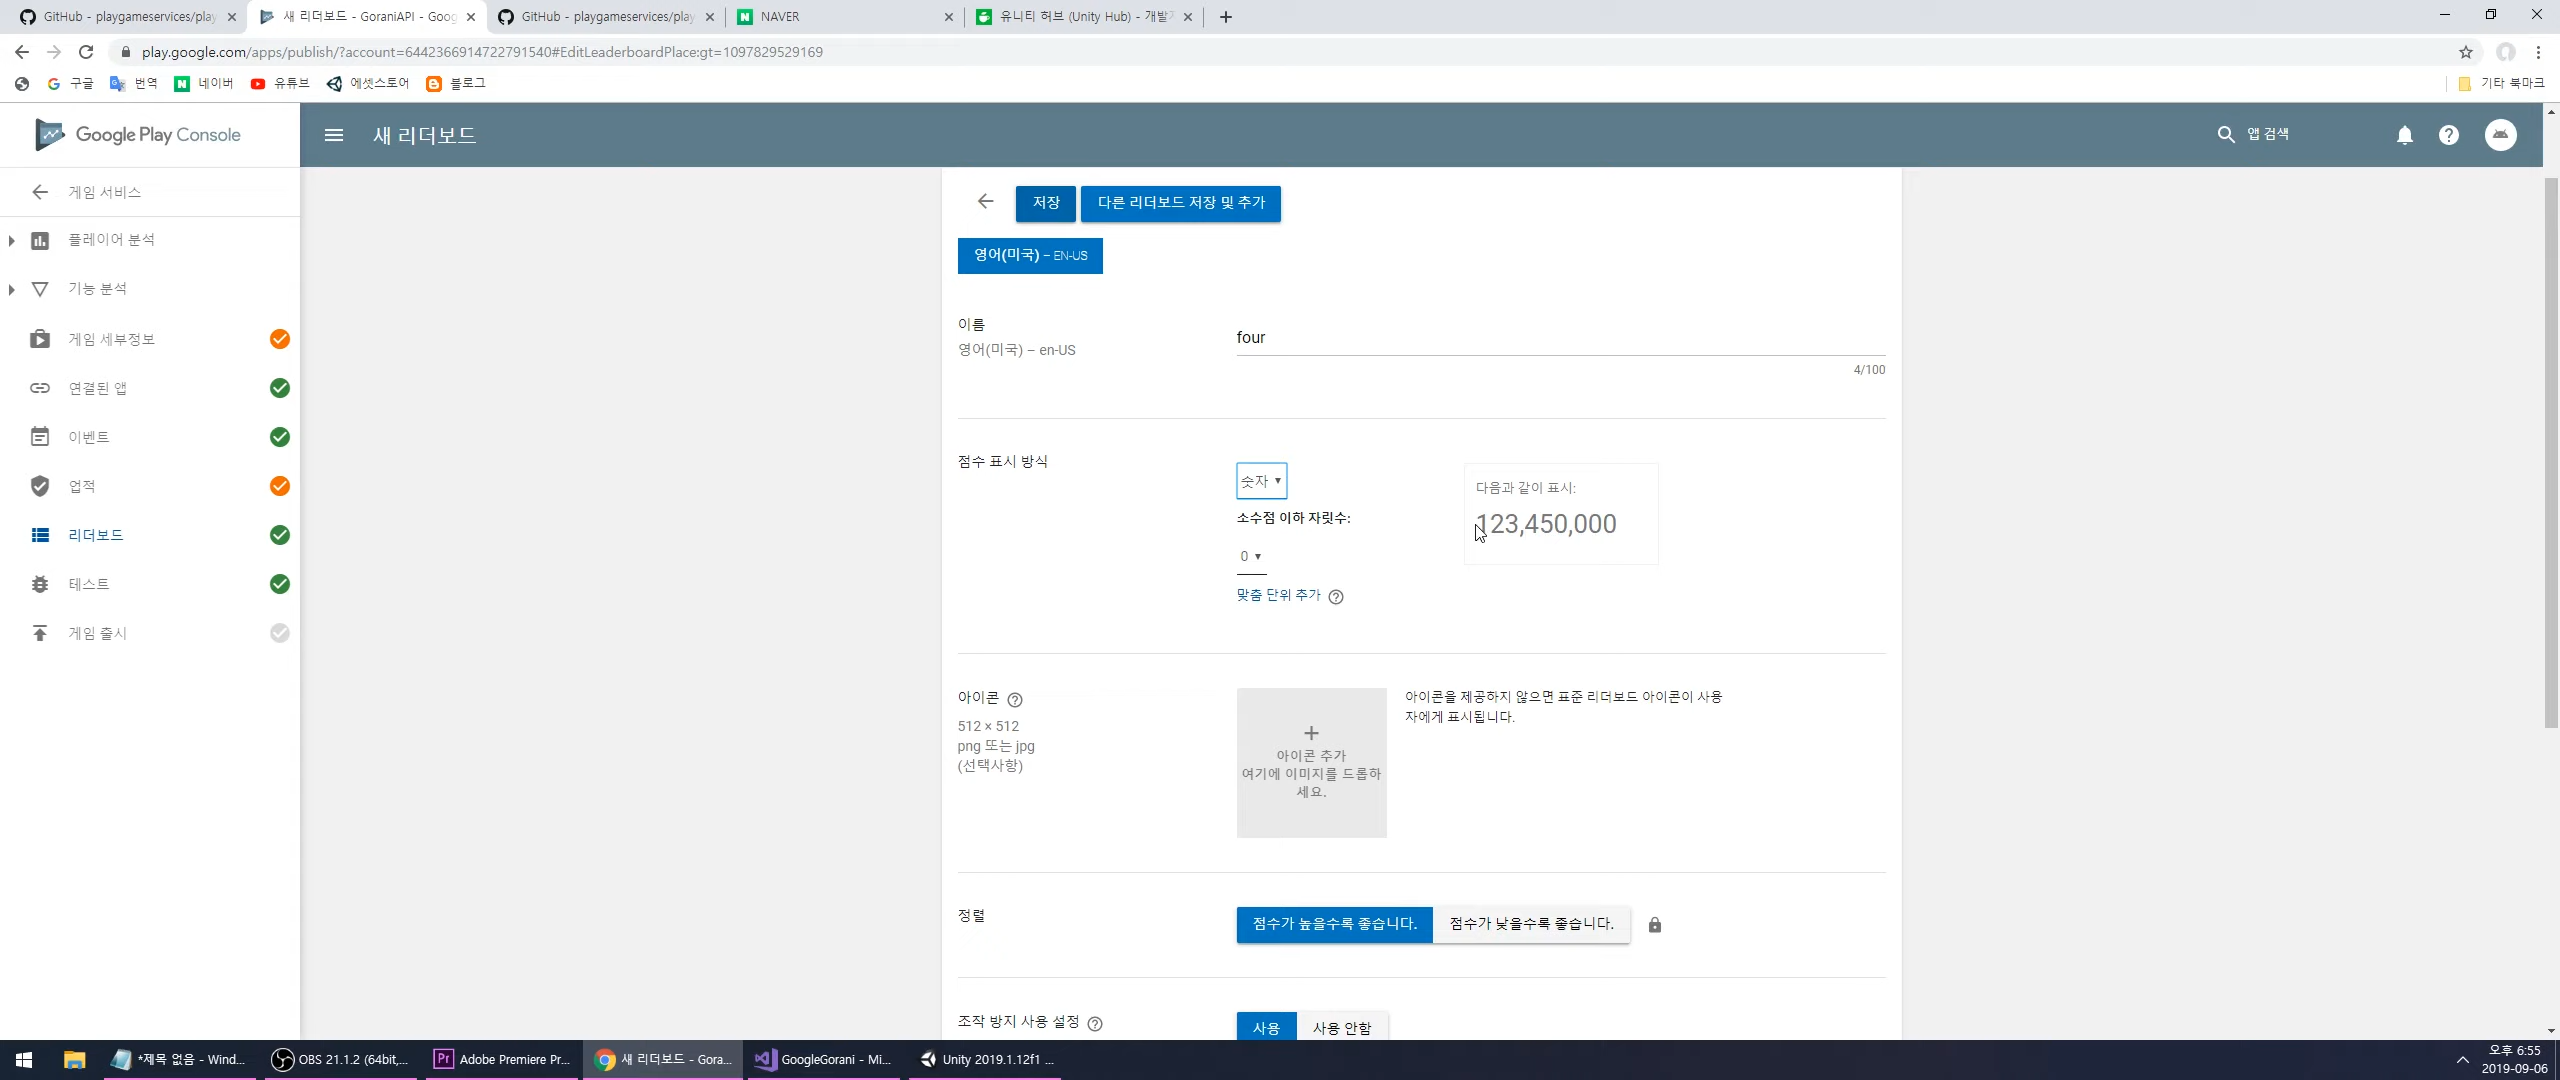 GitHub - playgameservices/play
새 리더보드 - GoraniAPI - Goog
GitHub - playgameservices/play
NAVER
유니티 허브 (Unity Hub) - 개발
play.google.com/apps/publish/?account=6442366914722791540#EditLeaderboardPlace:gt=1097829529169
구글
번역
네이버
유튜브
에셋스토어
블로그
기타 북마크
Google Play Console
새 리더보드
앱 검색
게임 서비스
플레이어 분석
기능 분석
게임 세부정보
연결된 앱
이벤트
업적
리더보드
테스트
게임 출시
저장
다른 리더보드 저장 및 추가
영어(미국) – EN-US
이름
영어(미국) – en-US
four
4/100
점수 표시 방식
숫자
소수점 이하 자릿수:
0
맞춤 단위 추가
다음과 같이 표시:
123,450,000
아이콘
512 × 512
png 또는 jpg
(선택사항)
아이콘 추가
여기에 이미지를 드롭하
세요.
아이콘을 제공하지 않으면 표준 리더보드 아이콘이 사용
자에게 표시됩니다.
정렬
점수가 높을수록 좋습니다.
점수가 낮을수록 좋습니다.
조작 방지 사용 설정
사용
사용 안함
*제목 없음 - Wind...
OBS 21.1.2 (64bit,...
Pr
Adobe Premiere Pr...
새 리더보드 - Gora...
GoogleGorani - Mi...
Unity 2019.1.12f1 ...
오후 6:55
2019-09-06